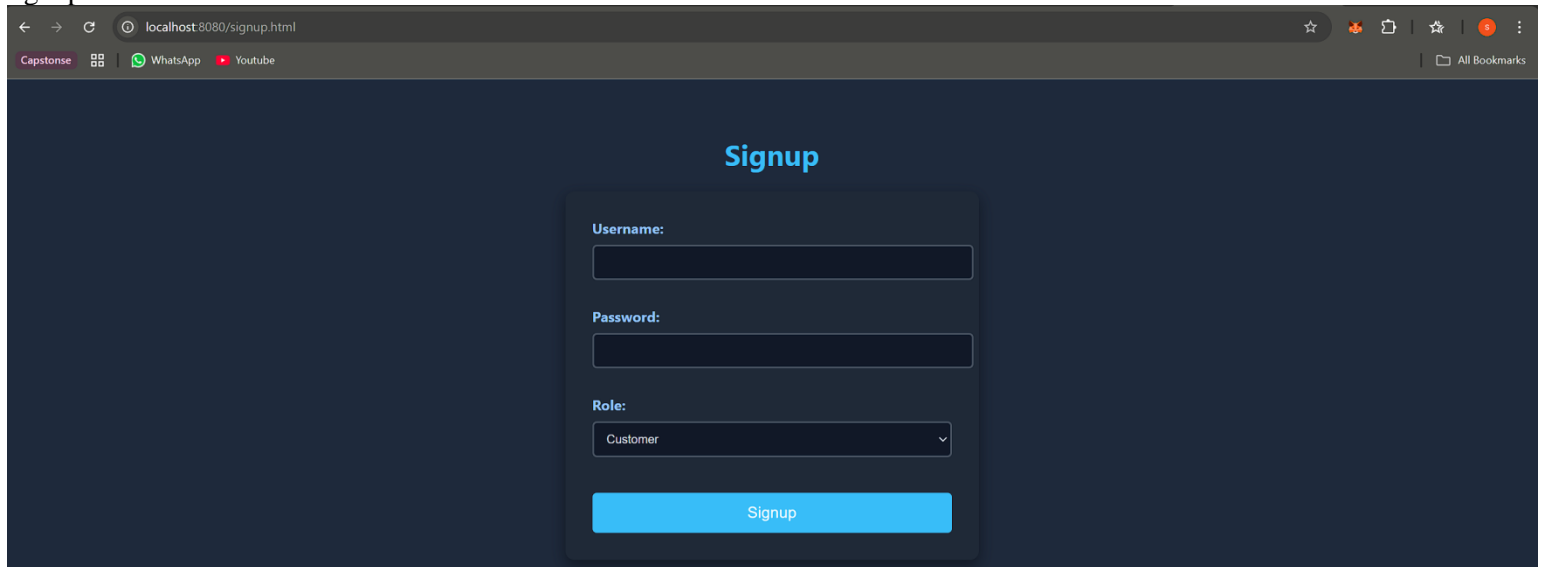 localhost:8080/signup.html
Capstonse WhatsApp Youtube All Bookmarks
Signup
Username:
Password:
Role:
Customer
Signup